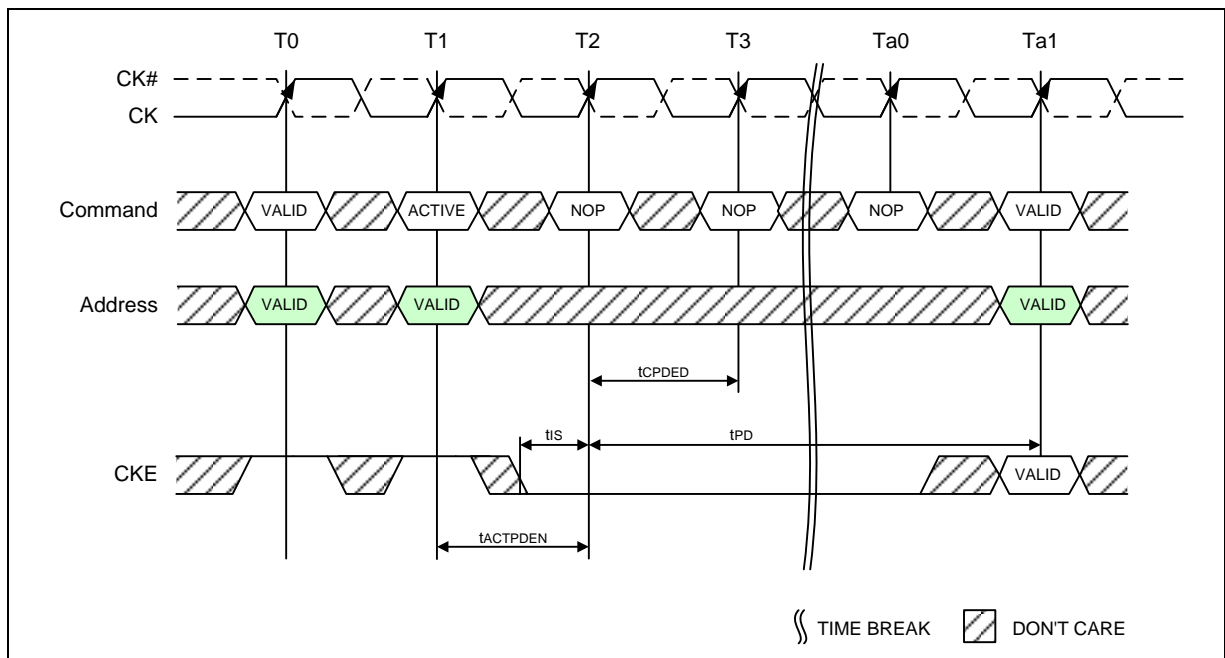 T0 T1 T2 T3 Ta0 Ta1
CK#
CK
Command VALID ACTIVE NOP NOP NOP VALID
Address VALID VALID VALID
tCPDED
tIS tPD
CKE VALID
tACTPDEN
TIME BREAK DON'T CARE